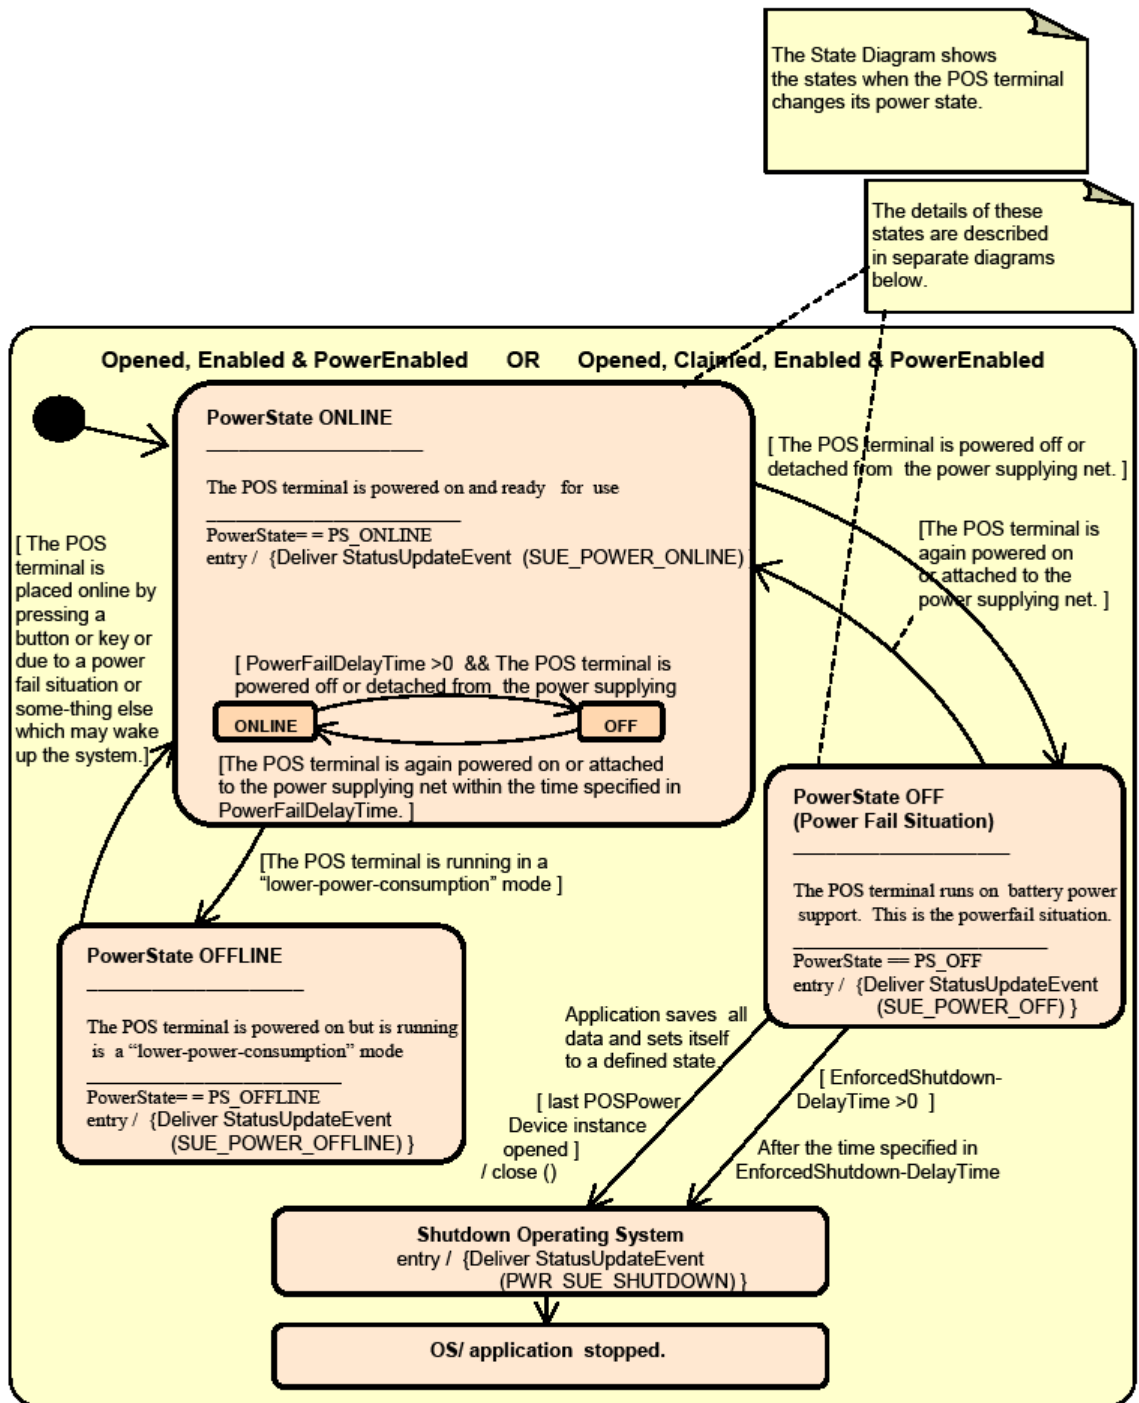 The State Diagram shows
the states when the POS terminal
changes its power state.
The details of these
states are described
in separate diagrams
below.
Opened, Enabled & PowerEnabled OR Opened, Claimed, Enabled & PowerEnabled
PowerState ONLINE
The POS terminal is powered on and ready for use
PowerState= = PS_ONLINE
entry / {Deliver StatusUpdateEvent (SUE_POWER_ONLINE) }
[ The POS terminal is powered off or
detached from the power supplying net. ]
[The POS terminal is
again powered on
or attached to the
power supplying net. ]
[ The POS
terminal is
placed online by
pressing a
button or key or
due to a power
fail situation or
some-thing else
which may wake
up the system.]
[ PowerFailDelayTime >0 && The POS terminal is
powered off or detached from the power supplying
ONLINE
OFF
[The POS terminal is again powered on or attached
to the power supplying net within the time specified in
PowerFailDelayTime. ]
PowerState OFF
(Power Fail Situation)
The POS terminal runs on battery power
support. This is the powerfail situation.
PowerState == PS_OFF
entry / {Deliver StatusUpdateEvent
(SUE_POWER_OFF) }
[The POS terminal is running in a
“lower-power-consumption” mode ]
PowerState OFFLINE
The POS terminal is powered on but is running
is a “lower-power-consumption” mode
PowerState= = PS_OFFLINE
entry / {Deliver StatusUpdateEvent
(SUE_POWER_OFFLINE) }
Application saves all
data and sets itself
to a defined state.
[ last POSPower
Device instance
opened ]
/ close ()
[ EnforcedShutdown-
DelayTime >0 ]
After the time specified in
EnforcedShutdown-DelayTime
Shutdown Operating System
entry / {Deliver StatusUpdateEvent
(PWR_SUE_SHUTDOWN) }
OS/ application stopped.